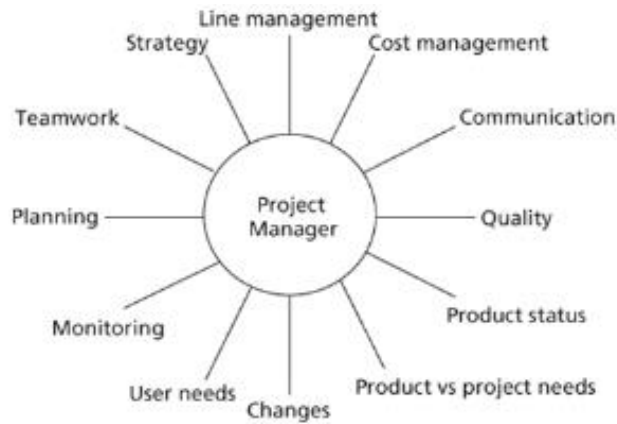 Line management
Strategy
Cost management
Teamwork
Communication
Project
Manager
Planning
Quality
Monitoring
Product status
User needs
Product vs project needs
Changes